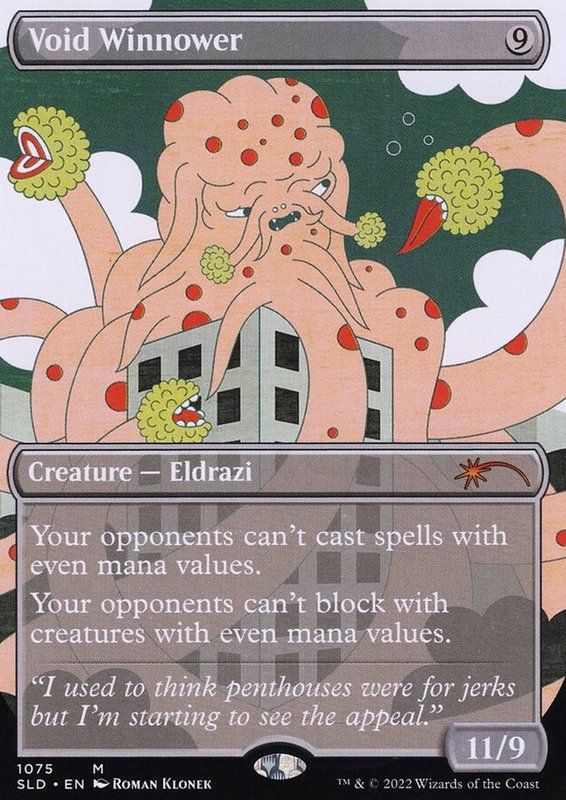 Void Winnower 9
Creature — Eldrazi
Your opponents can't cast spells with
even mana values.
Your opponents can't block with
creatures with even mana values.
"I used to think penthouses were for jerks
but I'm starting to see the appeal."
11/9
1075 M
SLD • EN ROMAN KLONEK
™ & © 2022 Wizards of the Coast